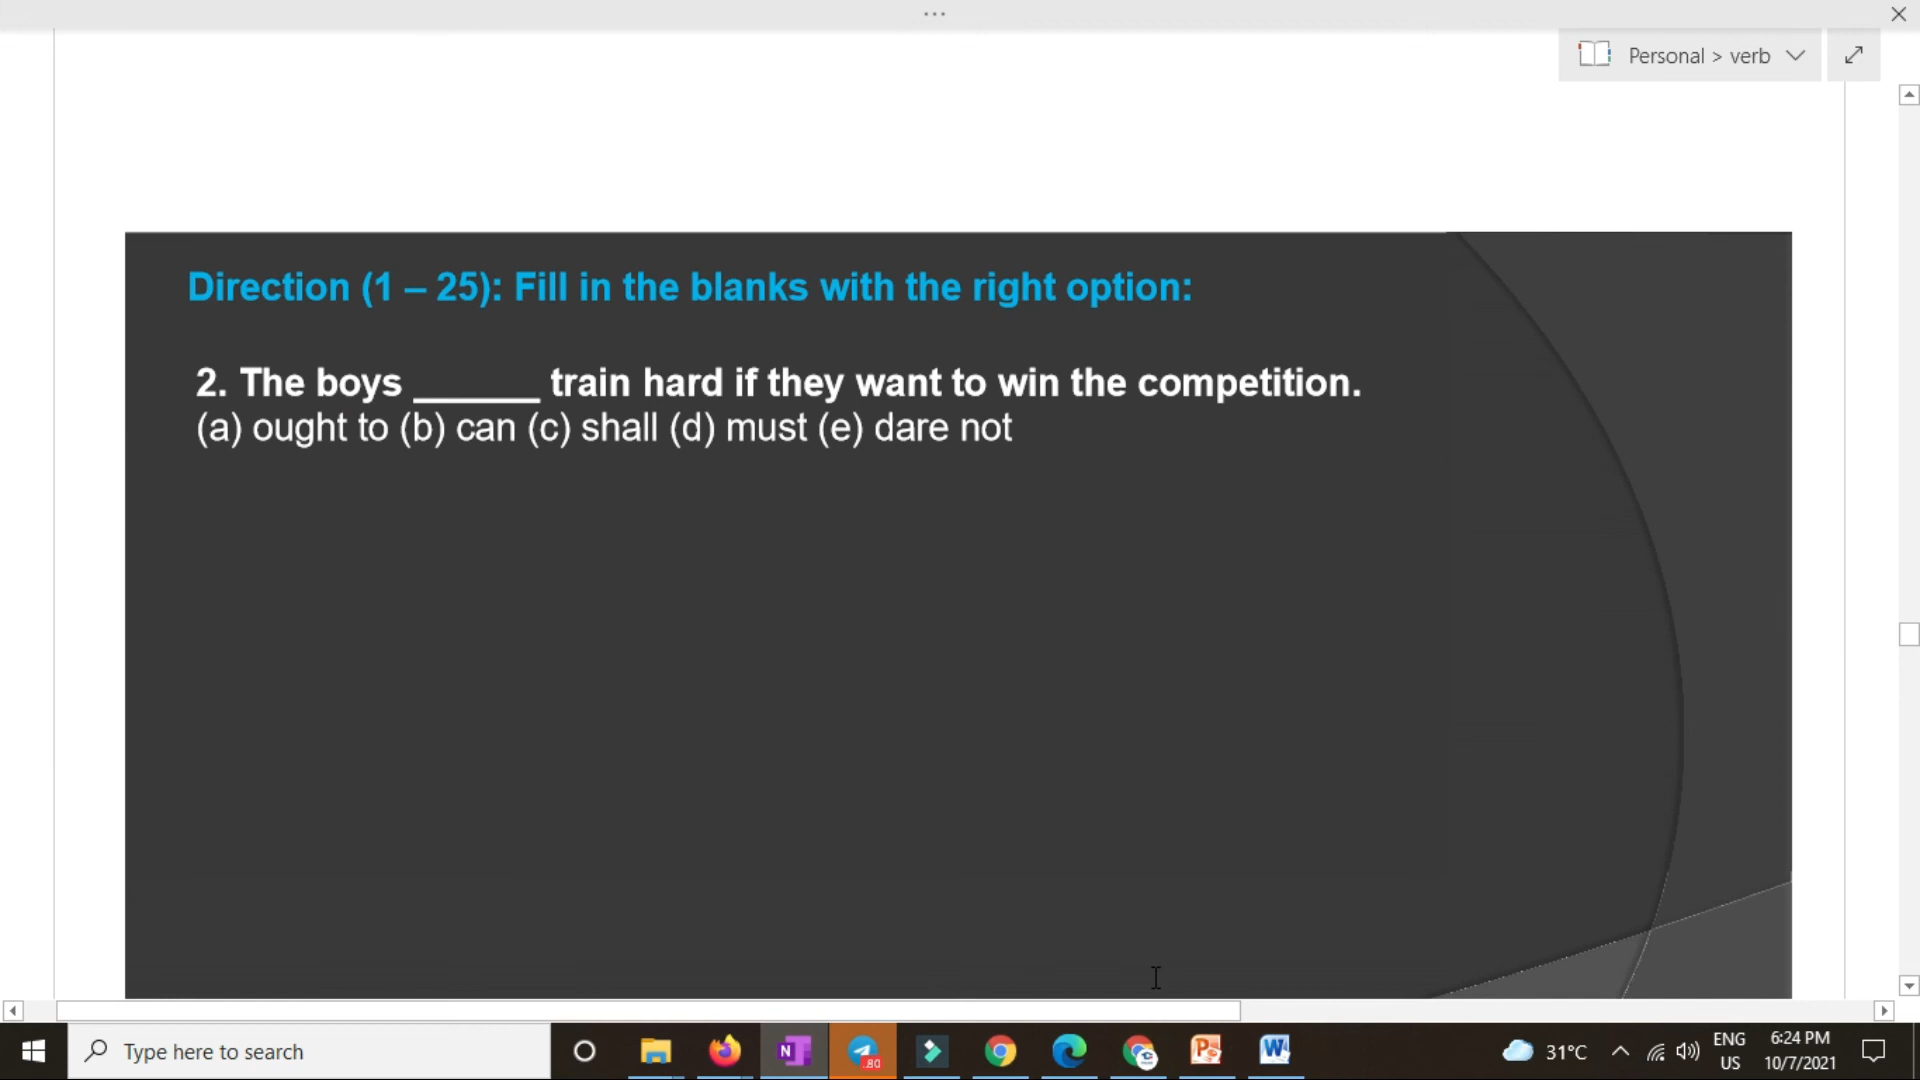 ...
Personal > verb
Direction (1 – 25): Fill in the blanks with the right option:
2. The boys ______ train hard if they want to win the competition.
(a) ought to (b) can (c) shall (d) must (e) dare not
Type here to search
N
.80
P
W
31°C
ENG
US
6:24 PM
10/7/2021